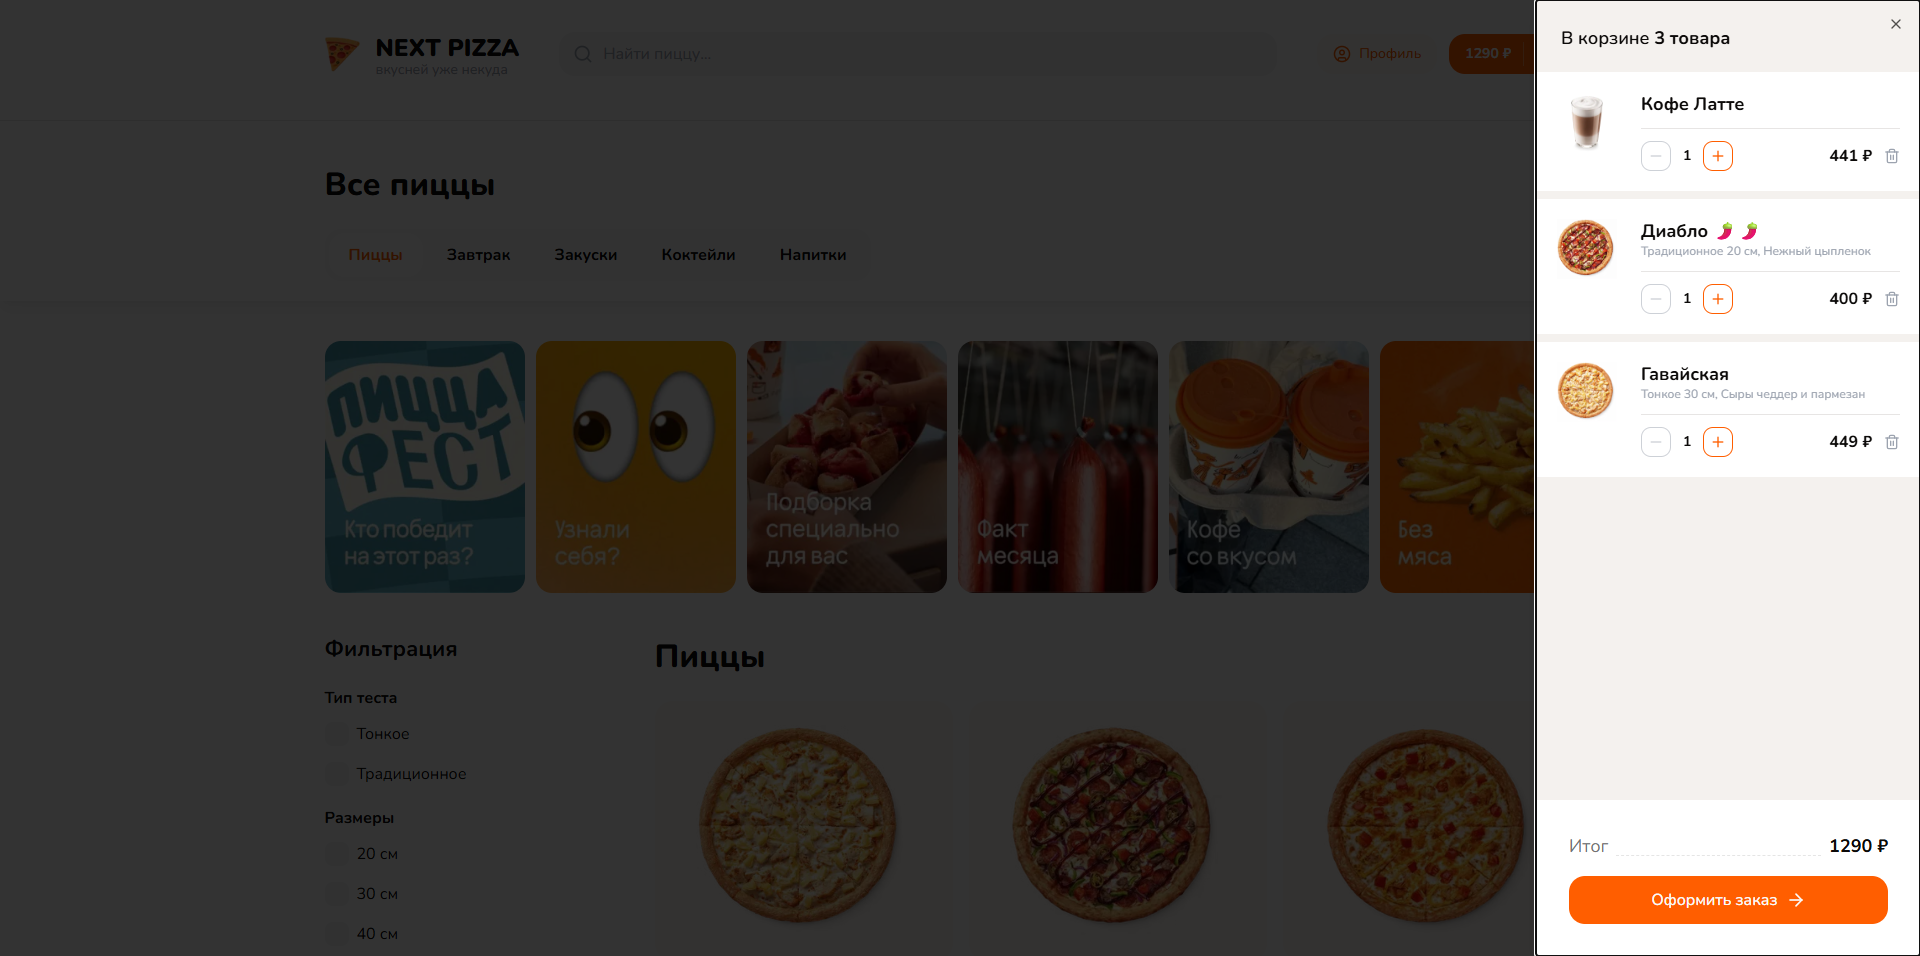 NEXT PIZZA
вкусней уже некуда
Найти пиццу...
Профиль
1290 ₽
Все пиццы
Пиццы
Завтрак
Закуски
Коктейли
Напитки
ПИЦЦА
ФЕСТ
Кто победит
на этот раз?
Узнали
себя?
Подборка
специально
для вас
Факт
месяца
Кофе
со вкусом
Без
мяса
Фильтрация
Тип теста
Тонкое
Традиционное
Размеры
20 см
30 см
40 см
Пиццы
В корзине 3 товара
Кофе Латте
1
441 ₽
Диабло 🌶️🌶️
Традиционное 20 см, Нежный цыпленок
1
400 ₽
Гавайская
Тонкое 30 см, Сыры чеддер и пармезан
1
449 ₽
Итог
1290 ₽
Оформить заказ